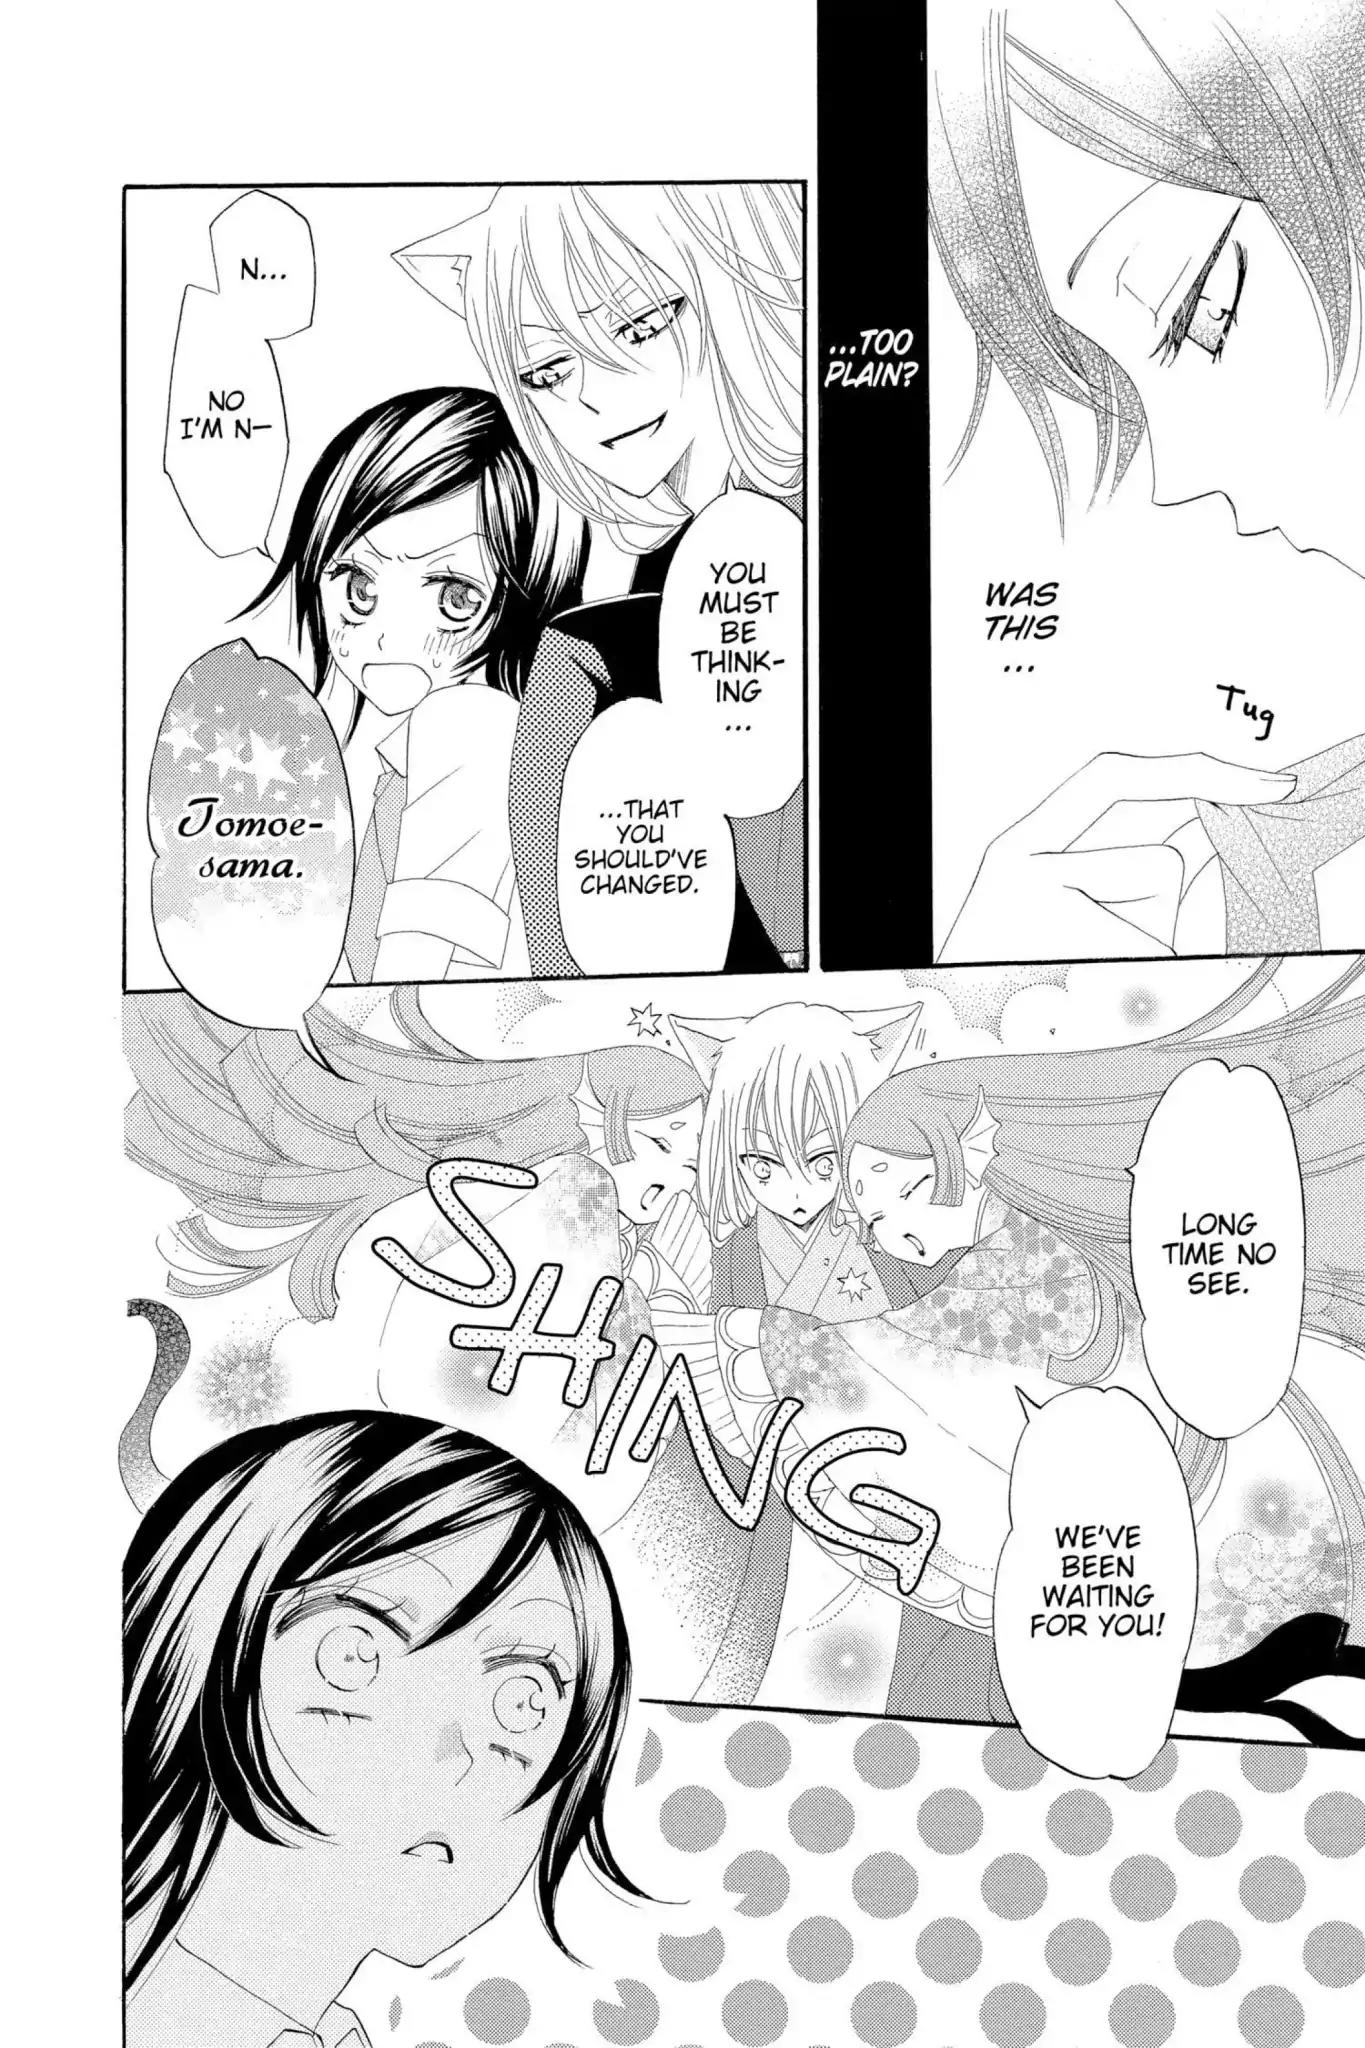 WAS
THIS
...
Tug
...TOO
PLAIN?
YOU
MUST
BE
THINK-
ING
...
...THAT
YOU
SHOULD'VE
CHANGED.
N...
NO
I'M N-
Tomoe-
sama.
LONG
TIME NO
SEE.
WE'VE
BEEN
WAITING
FOR YOU!
SHING